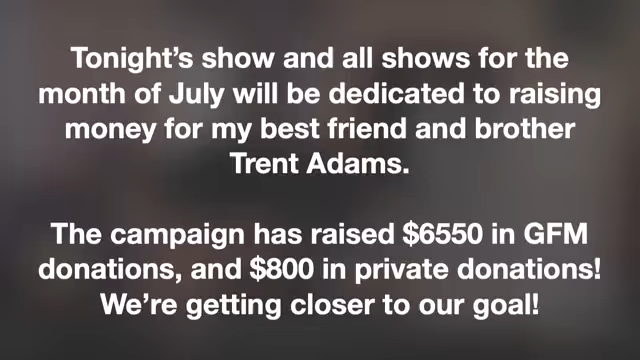 Tonight’s show and all shows for the
month of July will be dedicated to raising
money for my best friend and brother
Trent Adams.
The campaign has raised $6550 in GFM
donations, and $800 in private donations!
We’re getting closer to our goal!